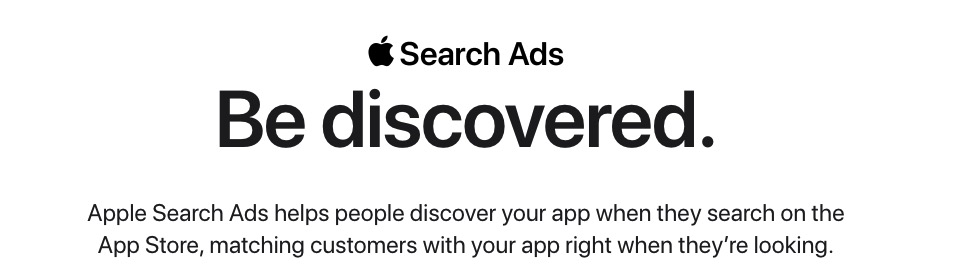 Search Ads
Be discovered.
Apple Search Ads helps people discover your app when they search on the
App Store, matching customers with your app right when they’re looking.